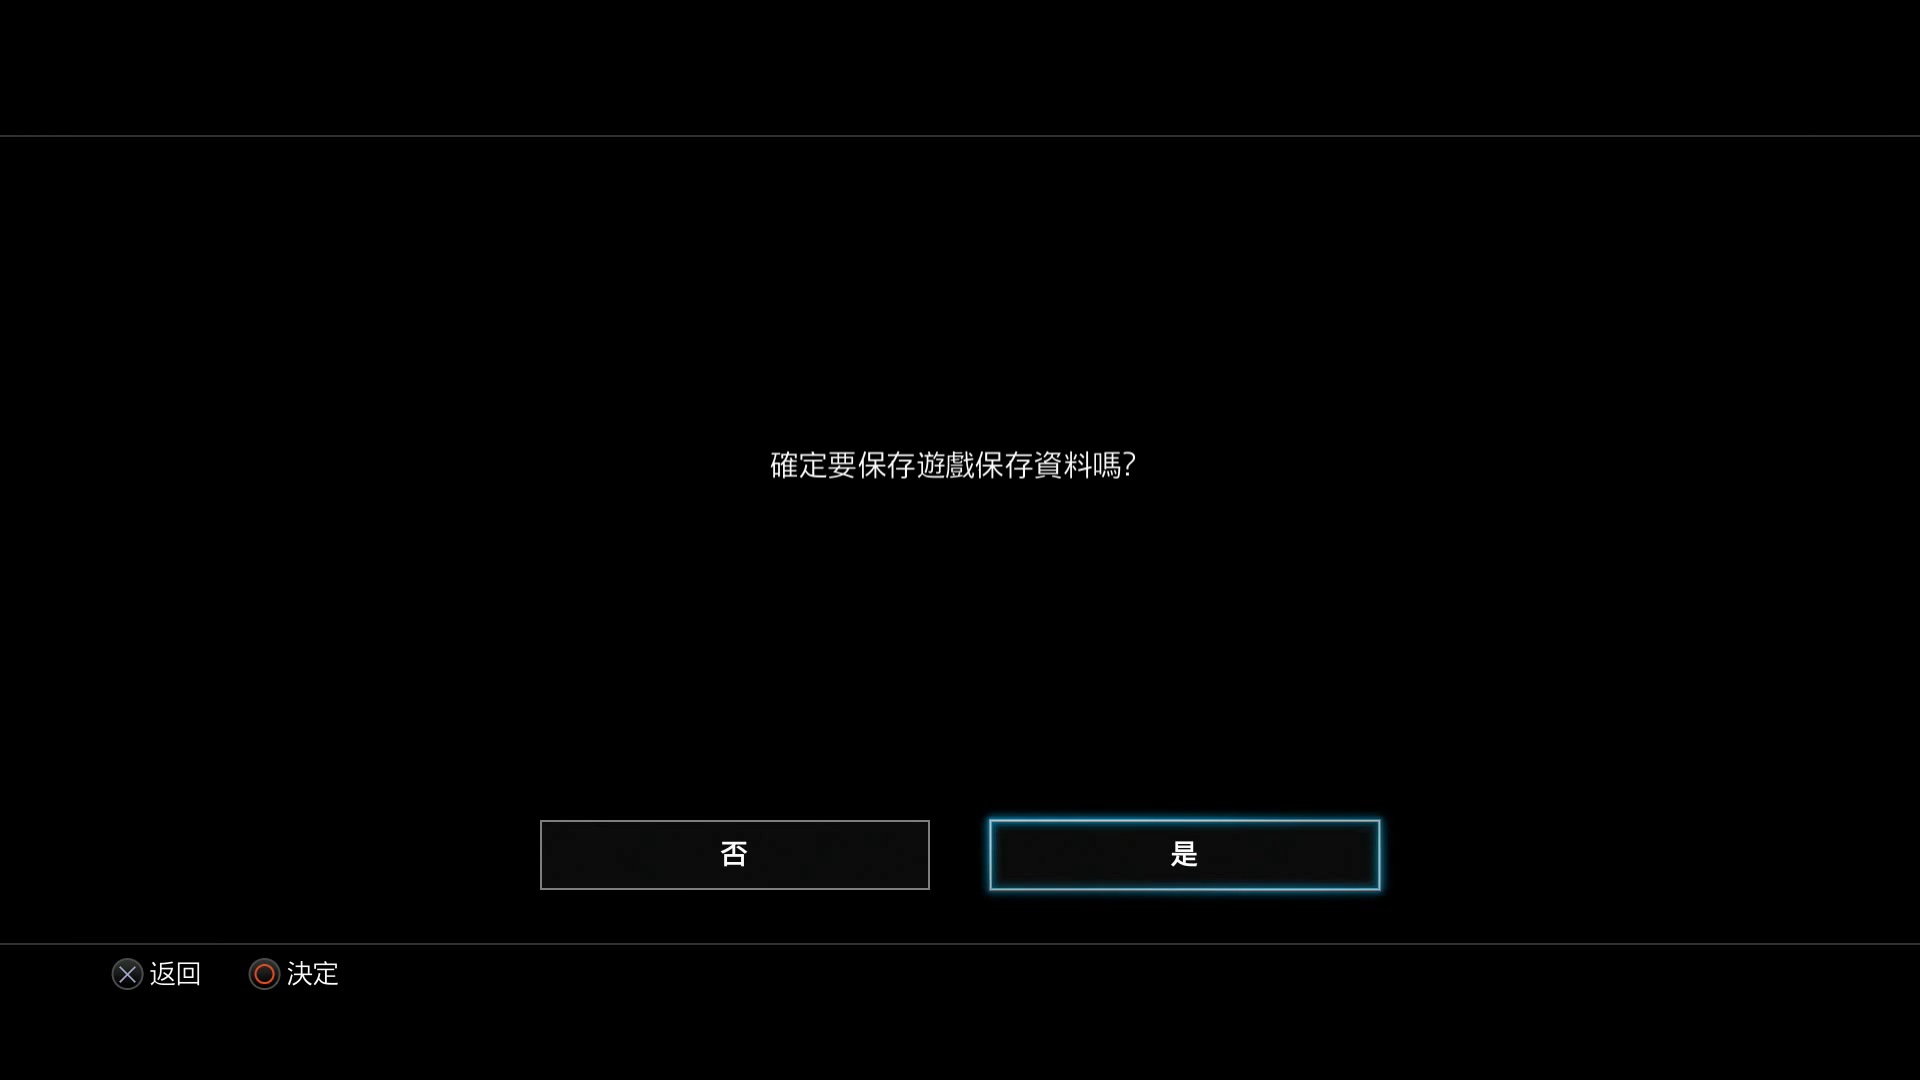 確定要保存遊戲保存資料嗎?
否
是
返回
決定